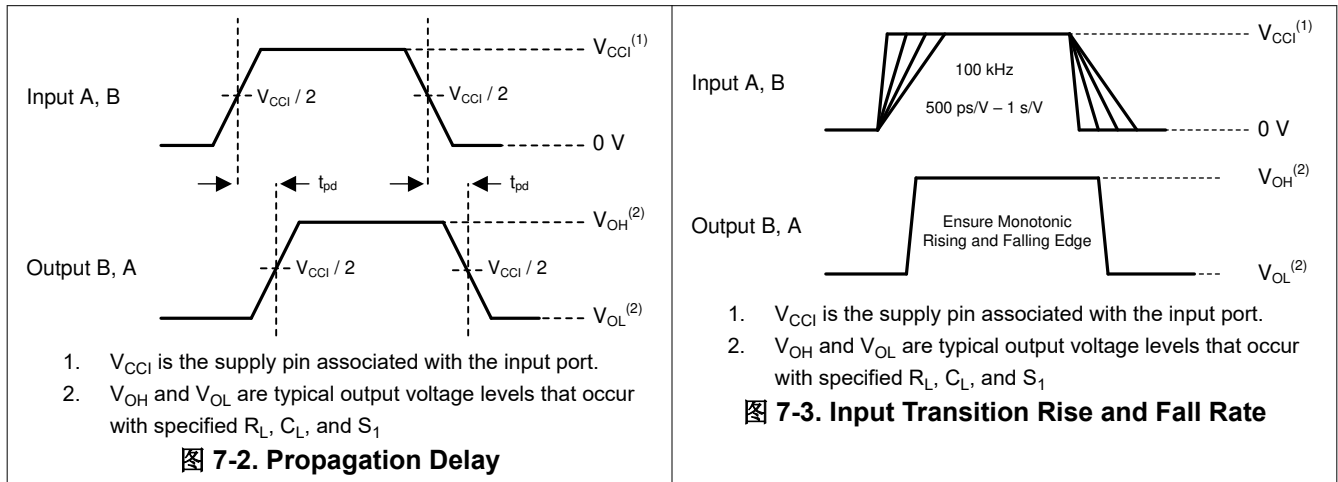 Input A, B
V_CCI / 2
V_CCI / 2
V_CCI^(1)
0 V
t_pd
t_pd
Output B, A
V_CCI / 2
V_CCI / 2
V_OH^(2)
V_OL^(2)
1. V_CCI is the supply pin associated with the input port.
2. V_OH and V_OL are typical output voltage levels that occur
with specified R_L, C_L, and S_1
图 7-2. Propagation Delay
Input A, B
100 kHz
500 ps/V – 1 s/V
V_CCI^(1)
0 V
Output B, A
Ensure Monotonic
Rising and Falling Edge
V_OH^(2)
V_OL^(2)
1. V_CCI is the supply pin associated with the input port.
2. V_OH and V_OL are typical output voltage levels that occur
with specified R_L, C_L, and S_1
图 7-3. Input Transition Rise and Fall Rate